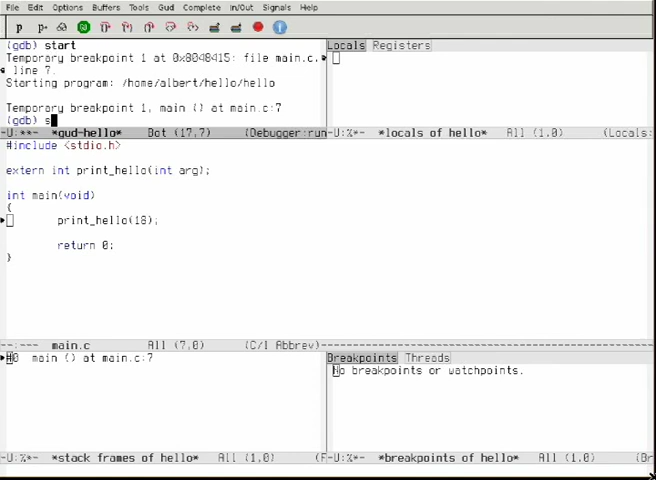 File Edit Options Buffers Tools Gud Complete In/Out Signals Help
(gdb) start
Temporary breakpoint 1 at 0x8048415: file main.c,
line 7.
Starting program: /home/albert/hello/hello
Temporary breakpoint 1, main () at main.c:7
(gdb) s
-U:**- *gud-hello* Bot (17,7) (Debugger:run
Locals Registers
-U:%*- *locals of hello* All (1,0) (Locals:
#include <stdio.h>
extern int print_hello(int arg);
int main(void)
{
print_hello(18);
return 0;
}
--:--- main.c All (7,0) (C/l Abbrev)
#0 main () at main.c:7
-U:%*- *stack frames of hello* All (1,0) (F
Breakpoints Threads
No breakpoints or watchpoints.
-U:%*- *breakpoints of hello* All (1,0) (Br